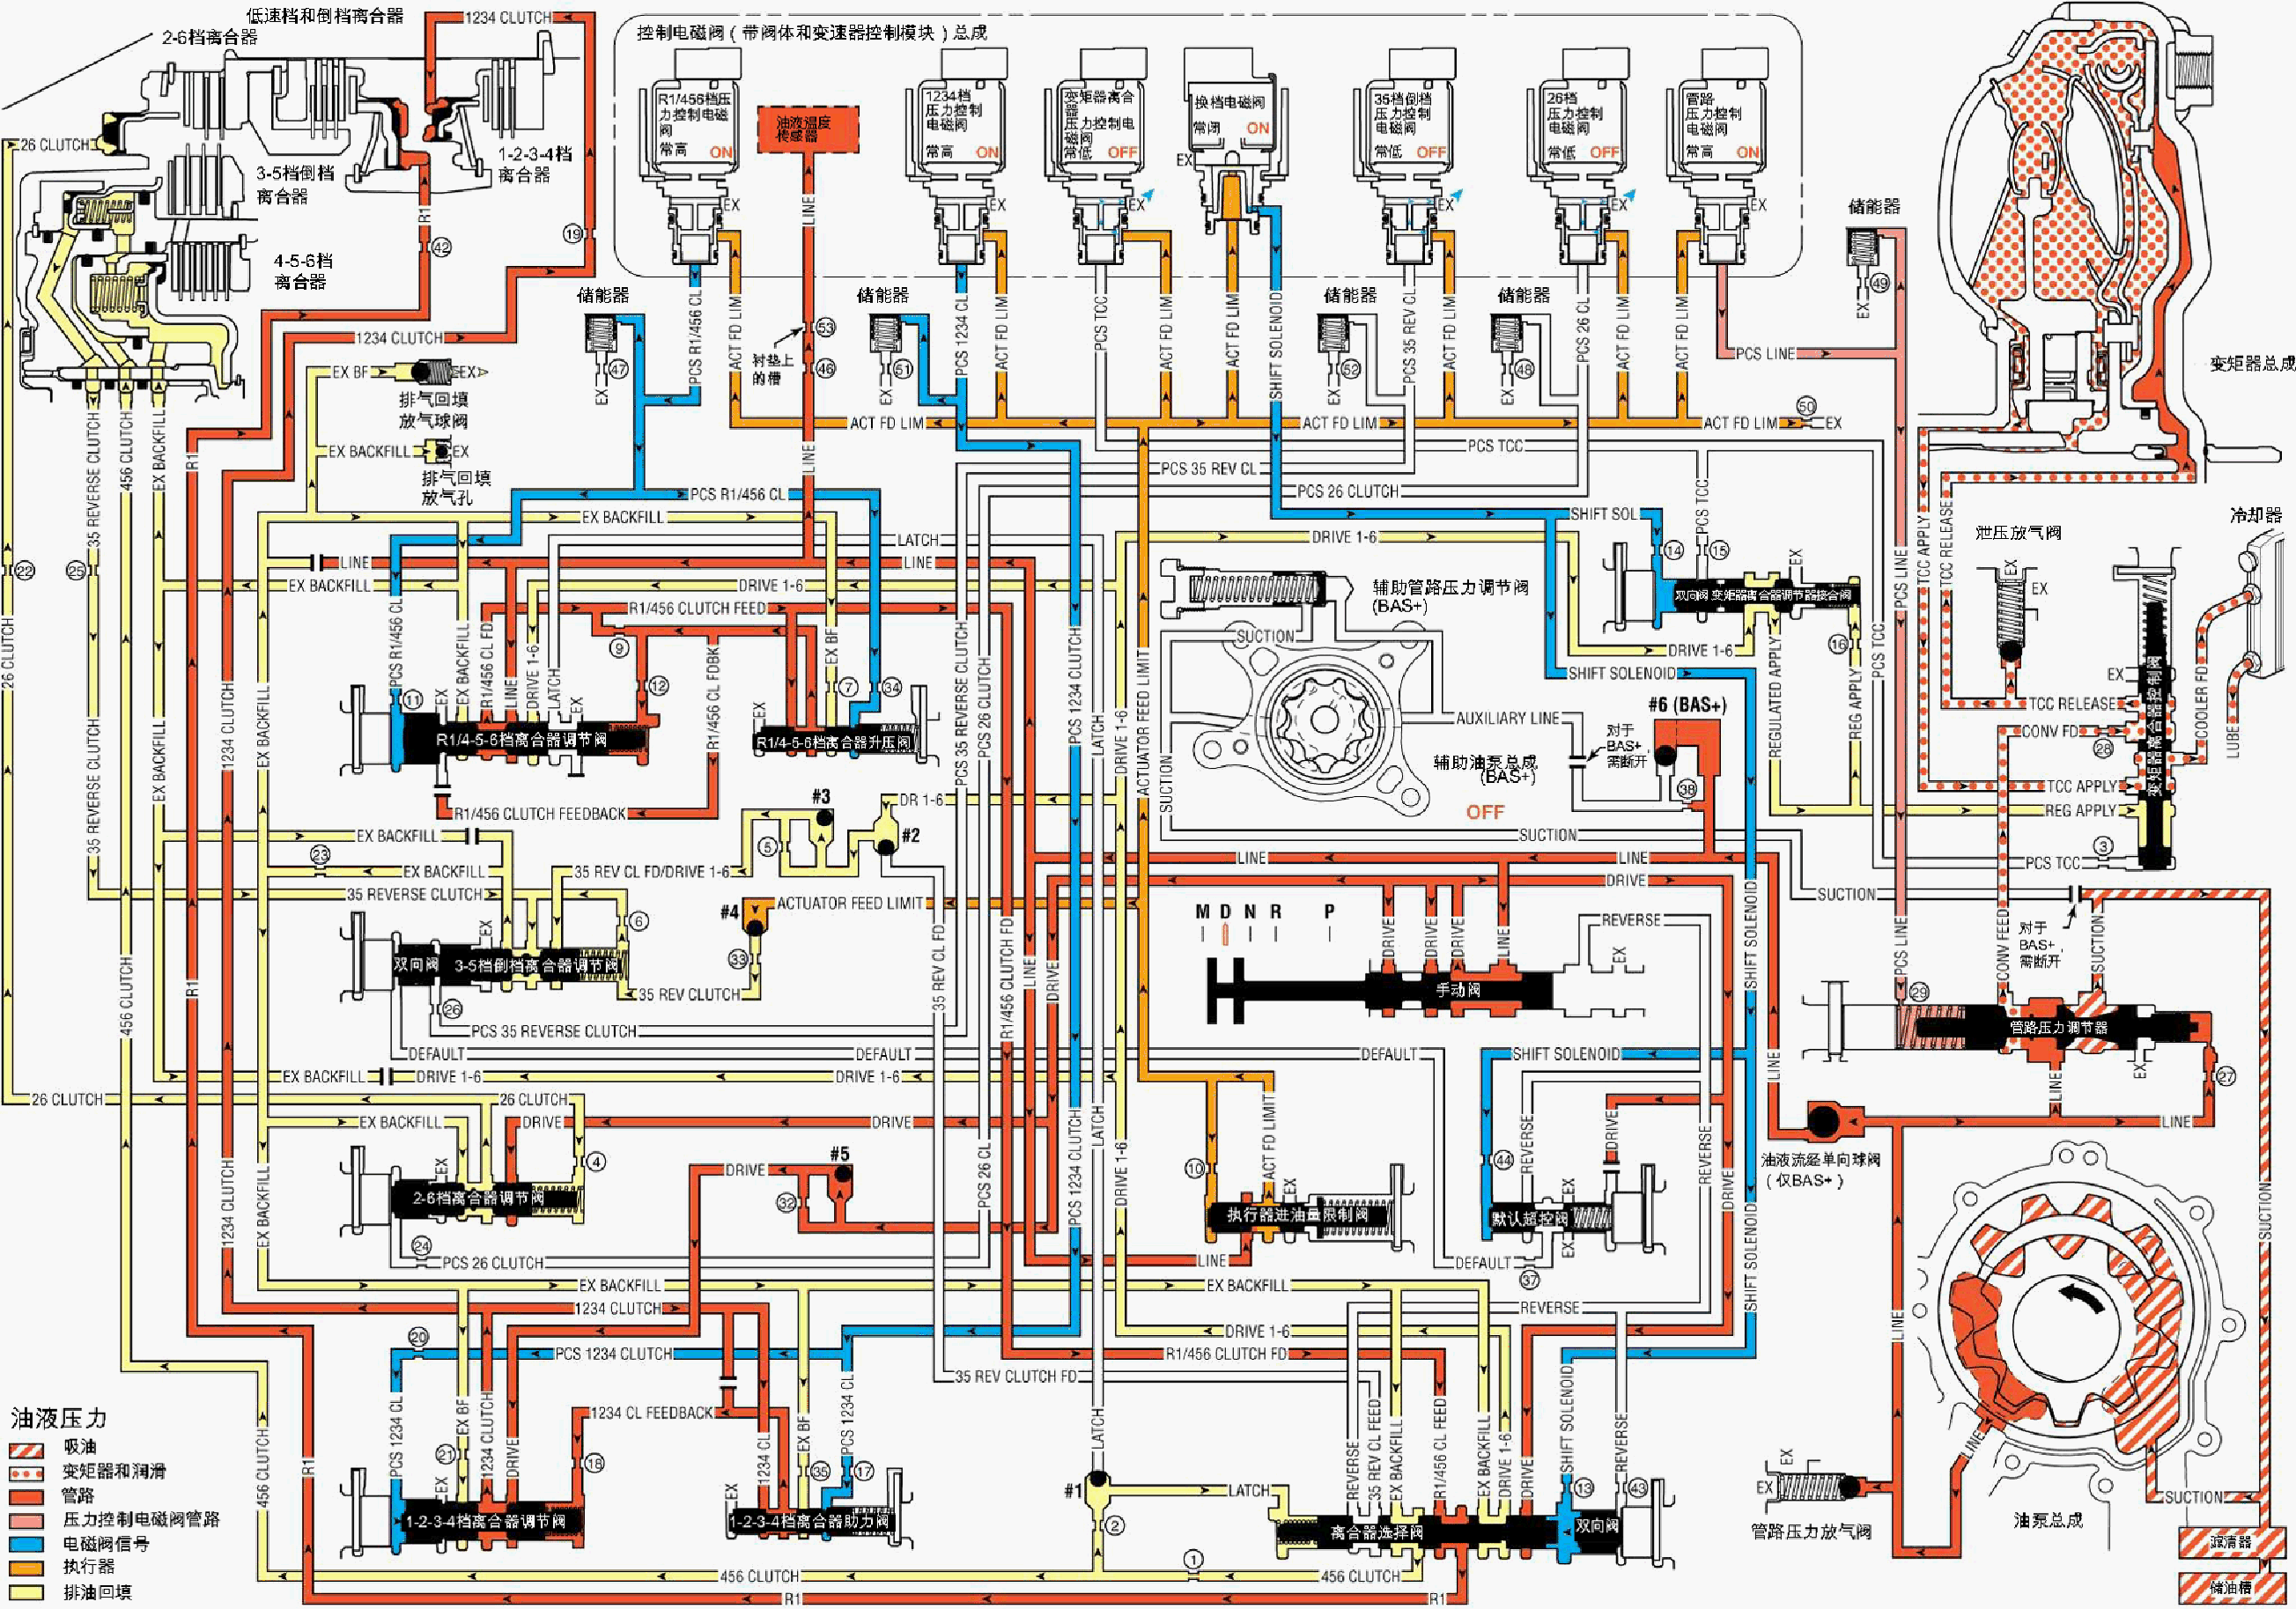 低速档和倒档离合器
1234 CLUTCH
2-6档离合器
控制电磁阀（带阀体和变速器控制模块）总成
R1/456档压
力控制电磁
阀
常高 ON
油液温度
传感器
1234档
压力控制
电磁阀
常高 ON
变矩器离合
器
压力控制电
磁阀
常低 OFF
换档电磁阀
常闭 ON
35档倒档
压力控制
电磁阀
常低 OFF
26档
压力控制
电磁阀
常低 OFF
管路
压力控制
电磁阀
常高 ON
26 CLUTCH
3-5档倒档
离合器
1-2-3-4档
离合器
4-5-6档
离合器
R1
42
19
EX
EX
EX
EX
EX
EX
EX
LINE
储能器
49
EX
储能器
47
EX
PCS R1/456 CL
ACT FD LIM
53
46
衬垫上
的槽
储能器
51
EX
PCS 1234 CL
ACT FD LIM
PCS TCC
ACT FD LIM
ACT FD LIM
SHIFT SOLENOID
储能器
52
EX
PCS 35 REV CL
ACT FD LIM
储能器
48
EX
PCS 26 CL
ACT FD LIM
ACT FD LIM
PCS LINE
变矩器总成
1234 CLUTCH
EX BF
EX
排气回填
放气球阀
EX BACKFILL
EX
排气回填
放气孔
ACT FD LIM
ACT FD LIM
ACT FD LIM
50
EX
PCS TCC
PCS 35 REV CL
PCS 26 CLUTCH
PCS R1/456 CL
EX BACKFILL
SHIFT SOL
PCS TCC
DRIVE 1-6
LATCH
LINE
LINE
EX BACKFILL
DRIVE 1-6
R1/456 CLUTCH FEED
22
25
35 REVERSE CLUTCH
456 CLUTCH
EX BACKFILL
26 CLUTCH
辅助管路压力调节阀
(BAS+)
SUCTION
14
15
EX
双向阀
变矩器离合器调节器接合阀
16
DRIVE 1-6
SHIFT SOLENOID
REGULATED APPLY
REG APPLY
PCS TCC
PCS LINE
TCC APPLY
TCC RELEASE
泄压放气阀
EX
EX
冷却器
COOLER FD
LUBE
变矩器离合器控制阀
EX
TCC RELEASE
CONV FD
28
TCC APPLY
REG APPLY
PCS TCC
3
PCS R1/456 CL
11
EX
EX BACKFILL
R1/456 CL FD
LINE
DRIVE 1-6
LATCH
EX
9
12
R1/456 CL FDBK
EX BF
7
34
EX
R1/4-5-6档离合器调节阀
R1/4-5-6档离合器升压阀
R1/456 CLUTCH FEEDBACK
PCS 35 REVERSE CLUTCH
PCS 26 CLUTCH
PCS 1234 CLUTCH
LATCH
DRIVE 1-6
ACTUATOR FEED LIMIT
SUCTION
AUXILIARY LINE
对于
BAS+,
需断开
#6 (BAS+)
38
辅助油泵总成
(BAS+)
OFF
SUCTION
#3
DR 1-6
#2
5
EX BACKFILL
23
EX BACKFILL
35 REV CL FD/DRIVE 1-6
35 REVERSE CLUTCH
#4
ACTUATOR FEED LIMIT
6
EX
33
双向阀
3-5档倒档离合器调节阀
35 REV CLUTCH
26
PCS 35 REVERSE CLUTCH
DEFAULT
DEFAULT
DEFAULT
LINE
LINE
DRIVE
M D N R P
DRIVE
DRIVE
DRIVE
LINE
REVERSE
EX
手动阀
SUCTION
对于
BAS+,
需断开
CONV FEED
SUCTION
PCS LINE
29
管路压力调节器
EX
LINE
27
LINE
油液流经单向球阀
（仅BAS+）
EX BACKFILL
DRIVE 1-6
DRIVE 1-6
26 CLUTCH
26 CLUTCH
EX BACKFILL
DRIVE
DRIVE
EX
4
2-6档离合器调节阀
24
PCS 26 CLUTCH
DRIVE
#5
32
10
ACT FD LIMIT
EX
执行器进油量限制阀
LINE
SHIFT SOLENOID
44
REVERSE
DRIVE
EX
默认超控阀
EX
DEFAULT
37
REVERSE
DRIVE
SHIFT SOLENOID
35 REV CL FD
R1/456 CLUTCH FD
LINE
DRIVE
EX BACKFILL
EX BACKFILL
1234 CLUTCH
REVERSE
DRIVE 1-6
20
PCS 1234 CLUTCH
R1/456 CLUTCH FD
35 REV CLUTCH FD
1234 CL FEEDBACK
PCS 1234 CL
21
EX
EX BF
1234 CLUTCH
DRIVE
18
1-2-3-4档离合器调节阀
EX
1234 CL
EX BF
35
PCS 1234 CL
17
1-2-3-4档离合器助力阀
LATCH
#1
2
LATCH
REVERSE
35 REV CL FEED
EX BACKFILL
R1/456 CL FEED
EX BACKFILL
DRIVE 1-6
DRIVE
SHIFT SOLENOID
13
REVERSE
43
离合器选择阀
双向阀
1
456 CLUTCH
456 CLUTCH
R1
R1
EX
EX
管路压力放气阀
LINE
LINE
油泵总成
SUCTION
SUCTION
滤清器
储油槽
油液压力
吸油
变矩器和润滑
管路
压力控制电磁阀管路
电磁阀信号
执行器
排油回填